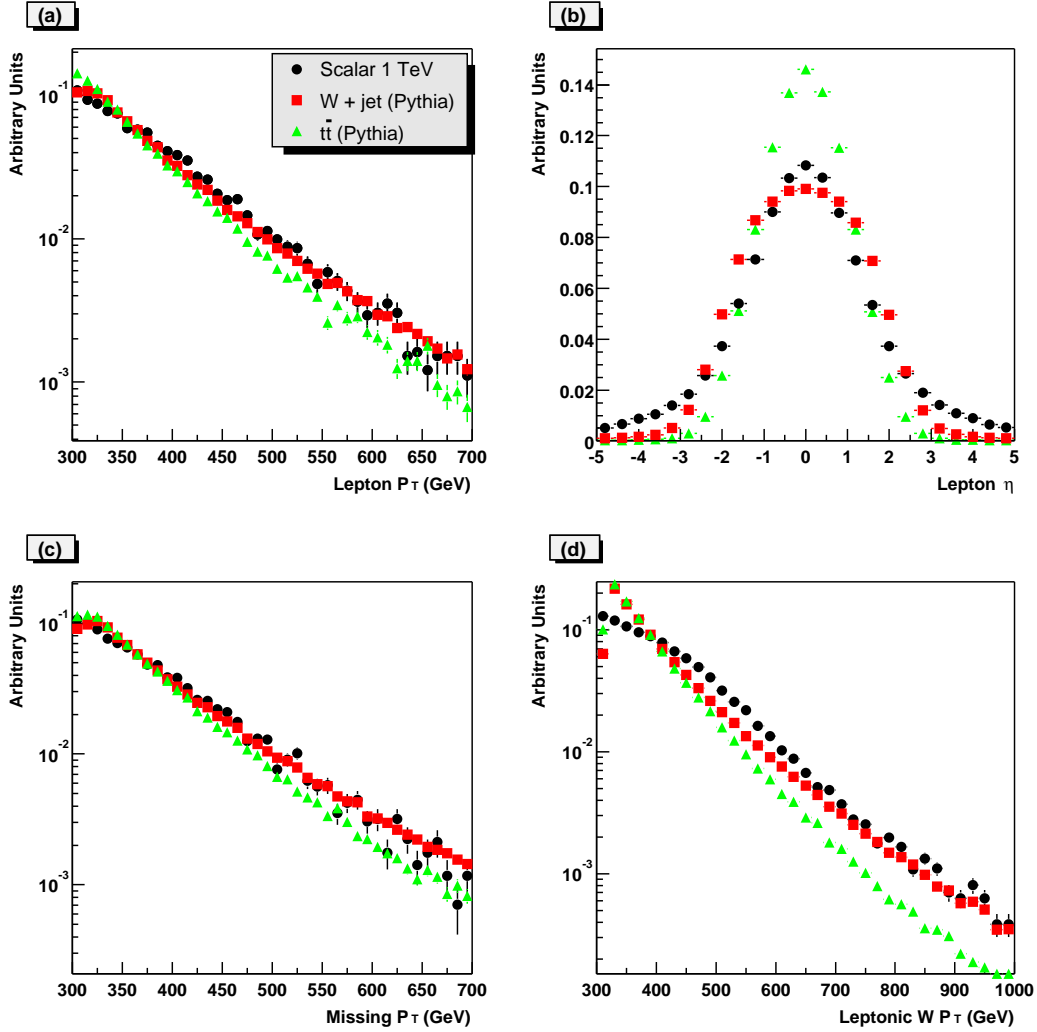 (a)
Arbitrary Units
10^-1
10^-2
10^-3
300 350 400 450 500 550 600 650 700
Lepton P_T (GeV)
Scalar 1 TeV
W + jet (Pythia)
tt̄ (Pythia)
(b)
Arbitrary Units
0.14
0.12
0.1
0.08
0.06
0.04
0.02
0
-5 -4 -3 -2 -1 0 1 2 3 4 5
Lepton η
(c)
Arbitrary Units
10^-1
10^-2
10^-3
300 350 400 450 500 550 600 650 700
Missing P_T (GeV)
(d)
Arbitrary Units
10^-1
10^-2
10^-3
300 400 500 600 700 800 900 1000
Leptonic W P_T (GeV)